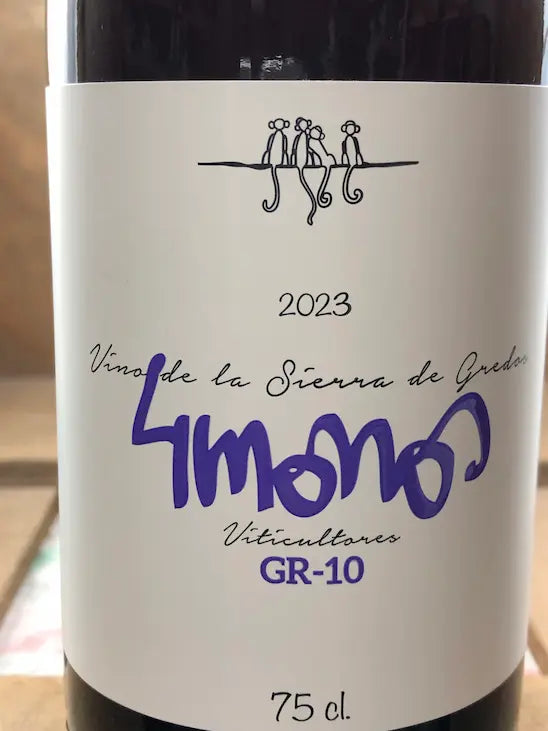 2023
Vino de la Sierra de Gredos
4monos
Viticultores
GR-10
75 cl.